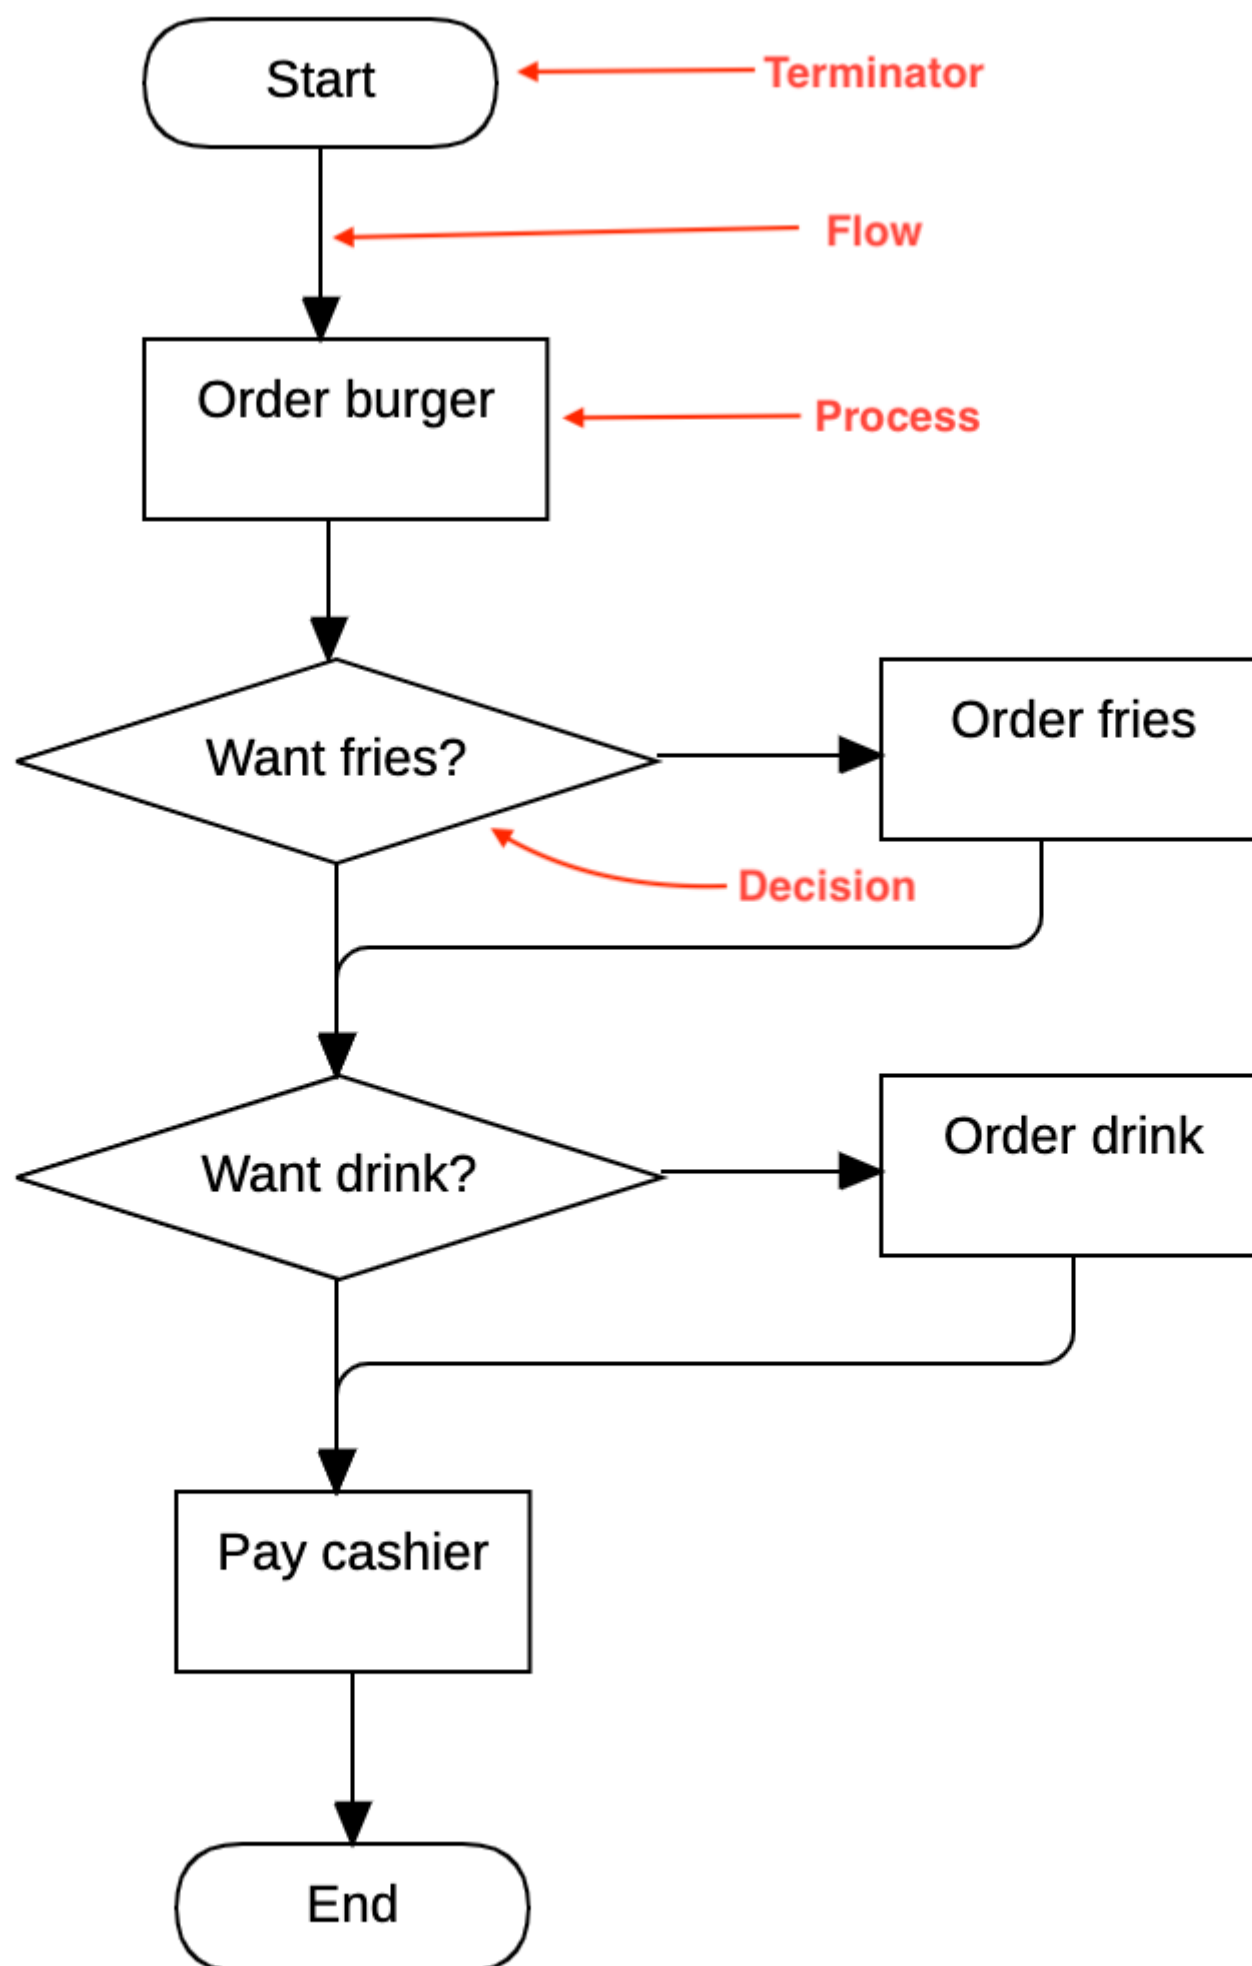 Start
Terminator
Flow
Order burger
Process
Want fries?
Order fries
Decision
Want drink?
Order drink
Pay cashier
End